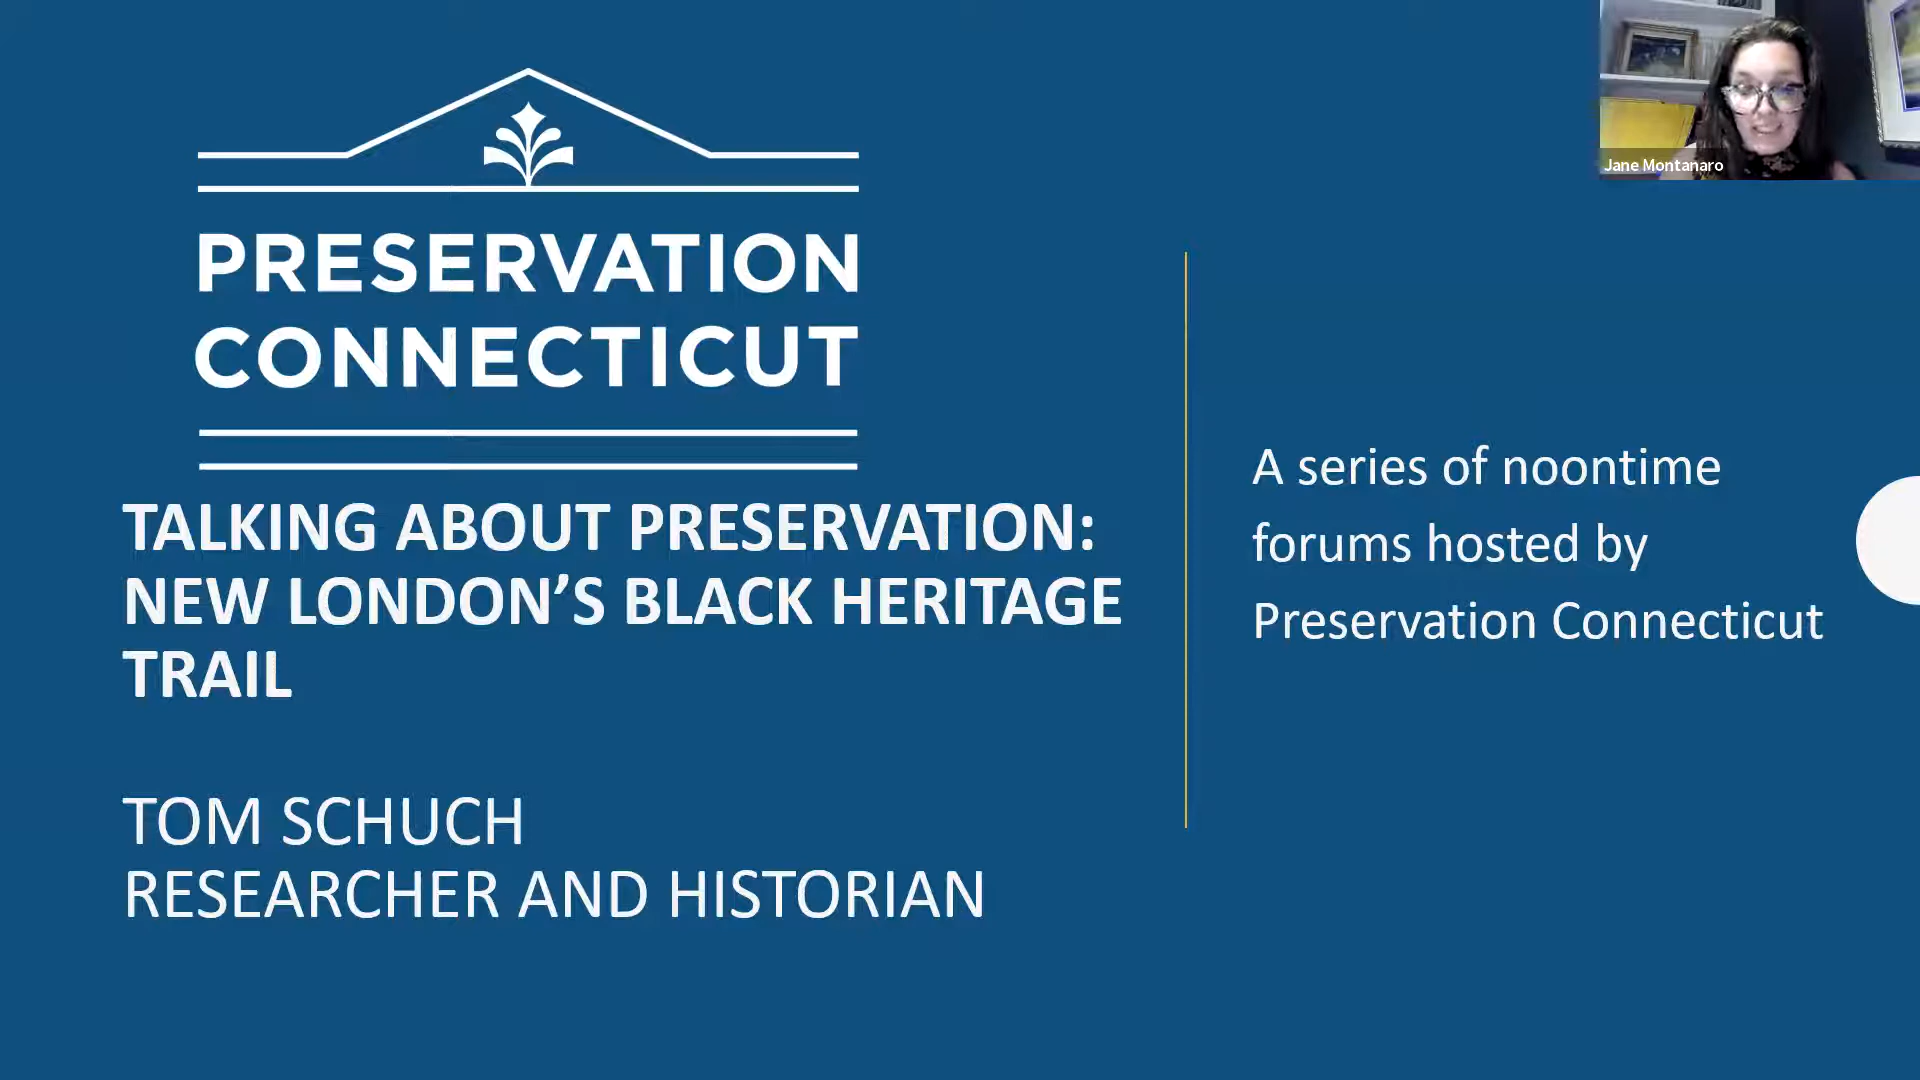 PRESERVATION
CONNECTICUT
TALKING ABOUT PRESERVATION:
NEW LONDON’S BLACK HERITAGE
TRAIL
TOM SCHUCH
RESEARCHER AND HISTORIAN
A series of noontime
forums hosted by
Preservation Connecticut
Jane Montanaro